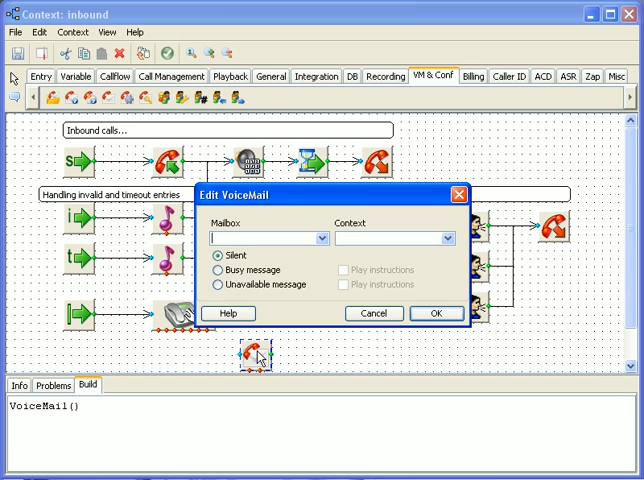 Context: inbound
File Edit Context View Help
Entry Variable Callflow Call Management Playback General Integration DB Recording VM & Conf Billing Caller ID ACD ASR Zap Misc
Inbound calls...
S
Handling invalid and timeout entries
i
t
Edit VoiceMail
Mailbox Context
Silent
Busy message Play instructions
Unavailable message Play instructions
Help Cancel OK
Info Problems Build
VoiceMail()